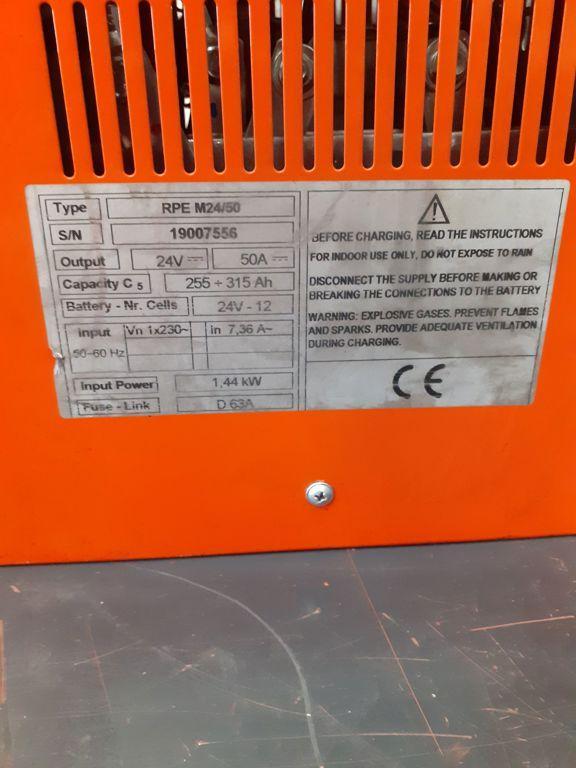 Type RPE M24/50
S/N 19007556
Output 24V⎓ 50A⎓
Capacity C 5 255 ÷ 315 Ah
Battery - Nr. Cells 24V - 12
input Vn 1x230~ in 7,36 A~
50-60 Hz
Input Power 1,44 kW
Fuse - Link D 63A
BEFORE CHARGING, READ THE INSTRUCTIONS
FOR INDOOR USE ONLY, DO NOT EXPOSE TO RAIN
DISCONNECT THE SUPPLY BEFORE MAKING OR
BREAKING THE CONNECTIONS TO THE BATTERY
WARNING: EXPLOSIVE GASES. PREVENT FLAMES
AND SPARKS. PROVIDE ADEQUATE VENTILATION
DURING CHARGING.
CE